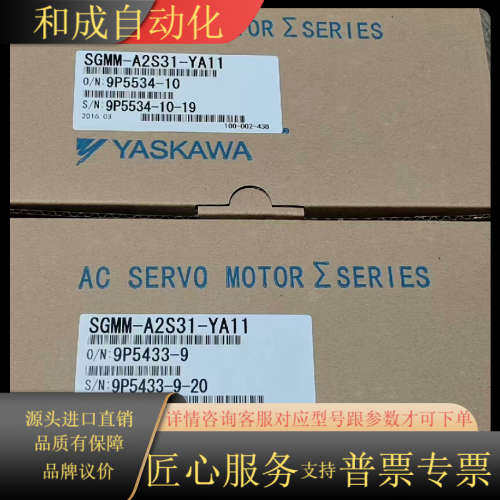 和成自动化
MOTOR Σ SERIES
SGMM-A2S31-YA11
O/N: 9P5534-10
S/N: 9P5534-10-19
2016.03
100-002-438
YASKAWA
AC SERVO MOTOR Σ SERIES
SGMM-A2S31-YA11
O/N: 9P5433-9
S/N: 9P5433-9-20
源头进口直销
品质有保障
品牌议价
详情咨询客服对应型号跟参数才可下单
匠心服务 支持 普票专票